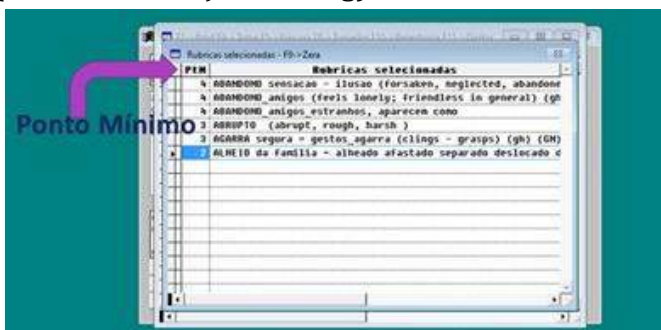 Rubricas selecionadas - F9->Zera
PtM Rubricas selecionadas
4 ABANDONO sensacao - ilusao (forsaken, neglected, abandone
4 ABANDONO_amigos (feels lonely; friendless in general) (gh
4 ABANDONO_amigos_estranhos, aparecem como
Ponto Mínimo
3 ABRUPTO (abrupt, rough, harsh )
3 AGARRA segura - gestos_agarra (clings - grasps) (gh) (GM)
2 ALHEIO da familia - alheado afastado separado deslocado d